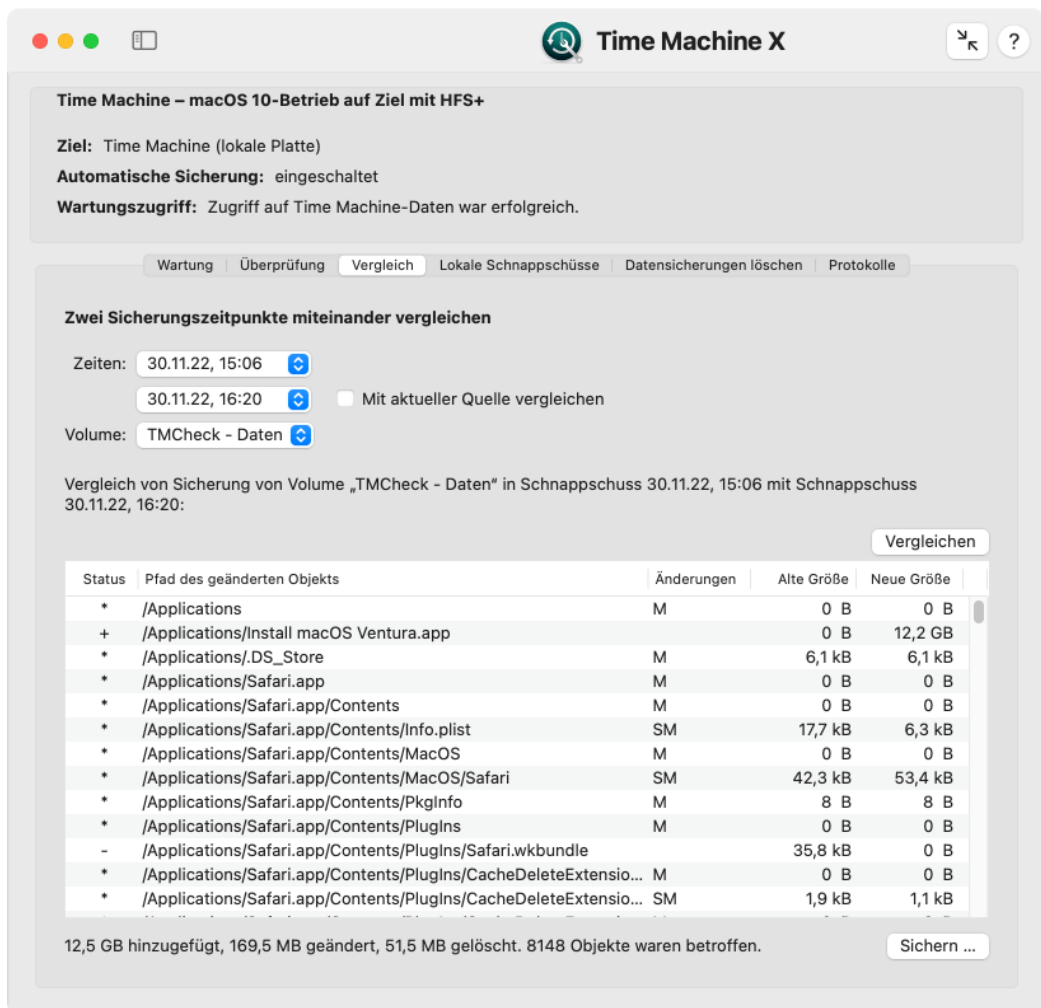 Time Machine X
?
Time Machine – macOS 10-Betrieb auf Ziel mit HFS+
Ziel: Time Machine (lokale Platte)
Automatische Sicherung: eingeschaltet
Wartungszugriff: Zugriff auf Time Machine-Daten war erfolgreich.
Wartung Überprüfung Vergleich Lokale Schnappschüsse Datensicherungen löschen Protokolle
Zwei Sicherungszeitpunkte miteinander vergleichen
Zeiten: 30.11.22, 15:06
30.11.22, 16:20 Mit aktueller Quelle vergleichen
Volume: TMCheck - Daten
Vergleich von Sicherung von Volume „TMCheck - Daten“ in Schnappschuss 30.11.22, 15:06 mit Schnappschuss
30.11.22, 16:20:
Vergleichen
Status Pfad des geänderten Objekts Änderungen Alte Größe Neue Größe
* /Applications M 0 B 0 B
+ /Applications/Install macOS Ventura.app 0 B 12,2 GB
* /Applications/.DS_Store M 6,1 kB 6,1 kB
* /Applications/Safari.app M 0 B 0 B
* /Applications/Safari.app/Contents M 0 B 0 B
* /Applications/Safari.app/Contents/Info.plist SM 17,7 kB 6,3 kB
* /Applications/Safari.app/Contents/MacOS M 0 B 0 B
* /Applications/Safari.app/Contents/MacOS/Safari SM 42,3 kB 53,4 kB
* /Applications/Safari.app/Contents/PkgInfo M 8 B 8 B
* /Applications/Safari.app/Contents/PlugIns M 0 B 0 B
- /Applications/Safari.app/Contents/PlugIns/Safari.wkbundle 35,8 kB 0 B
* /Applications/Safari.app/Contents/PlugIns/CacheDeleteExtensio... M 0 B 0 B
* /Applications/Safari.app/Contents/PlugIns/CacheDeleteExtensio... SM 1,9 kB 1,1 kB
12,5 GB hinzugefügt, 169,5 MB geändert, 51,5 MB gelöscht. 8148 Objekte waren betroffen.
Sichern ...